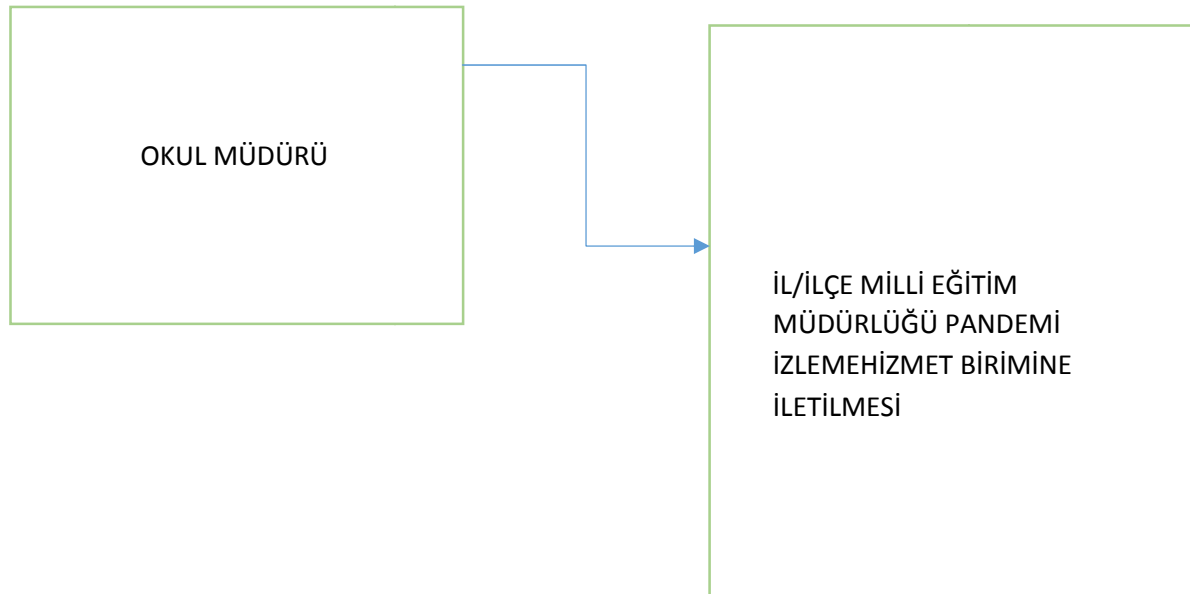 OKUL MÜDÜRÜ
İL/İLÇE MİLLİ EĞİTİM
MÜDÜRLÜĞÜ PANDEMİ
İZLEMEHİZMET BİRİMİNE
İLETİLMESİ